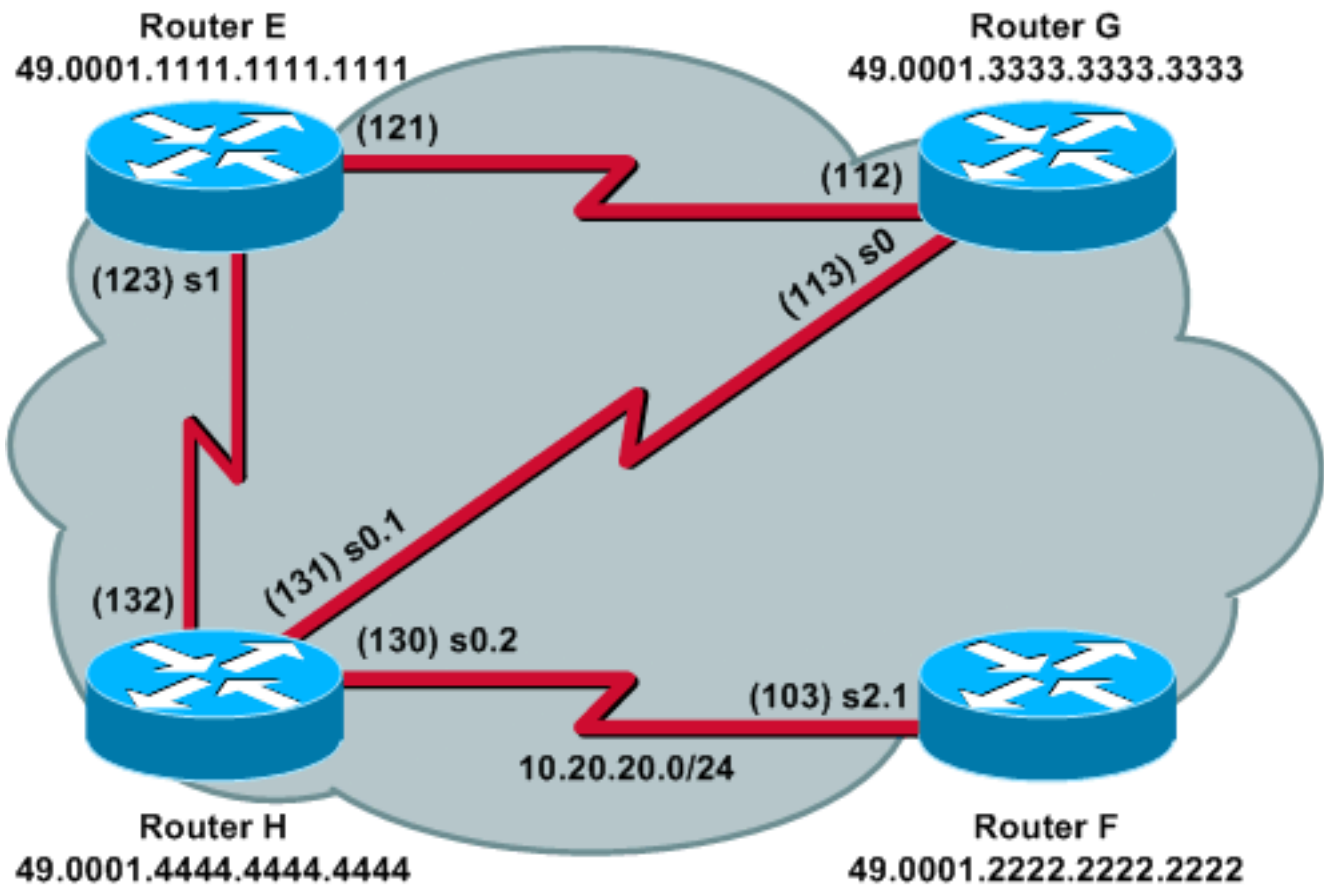 Router E
49.0001.1111.1111.1111
Router G
49.0001.3333.3333.3333
(121)
(112)
(123) s1
(113) s0
(132)
(131) s0.1
(130) s0.2
(103) s2.1
10.20.20.0/24
Router H
49.0001.4444.4444.4444
Router F
49.0001.2222.2222.2222